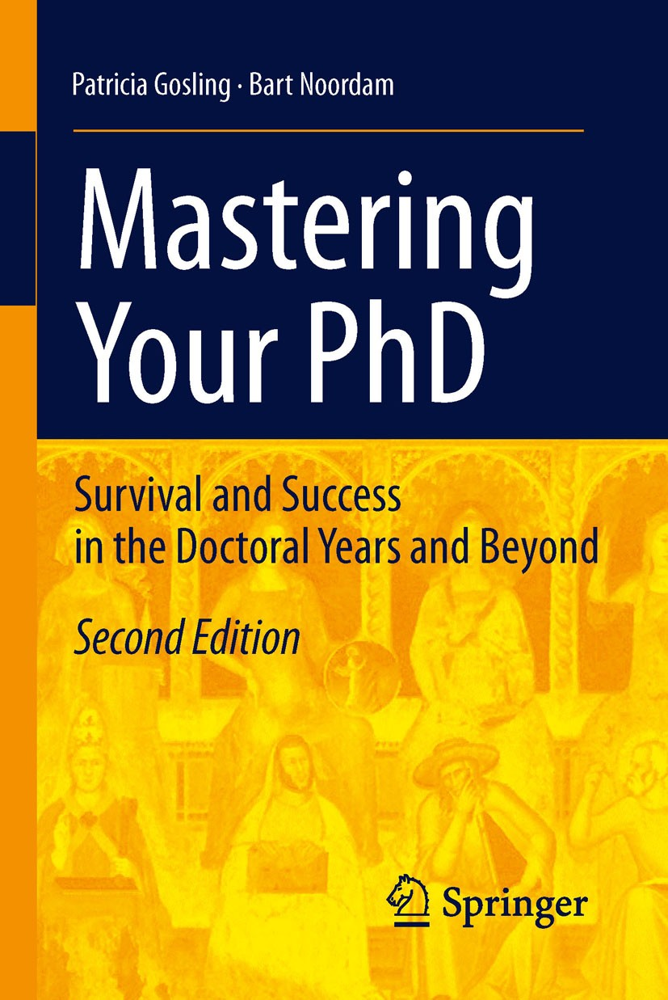 Patricia Gosling · Bart Noordam
Mastering
Your PhD
Survival and Success
in the Doctoral Years and Beyond
Second Edition
Springer